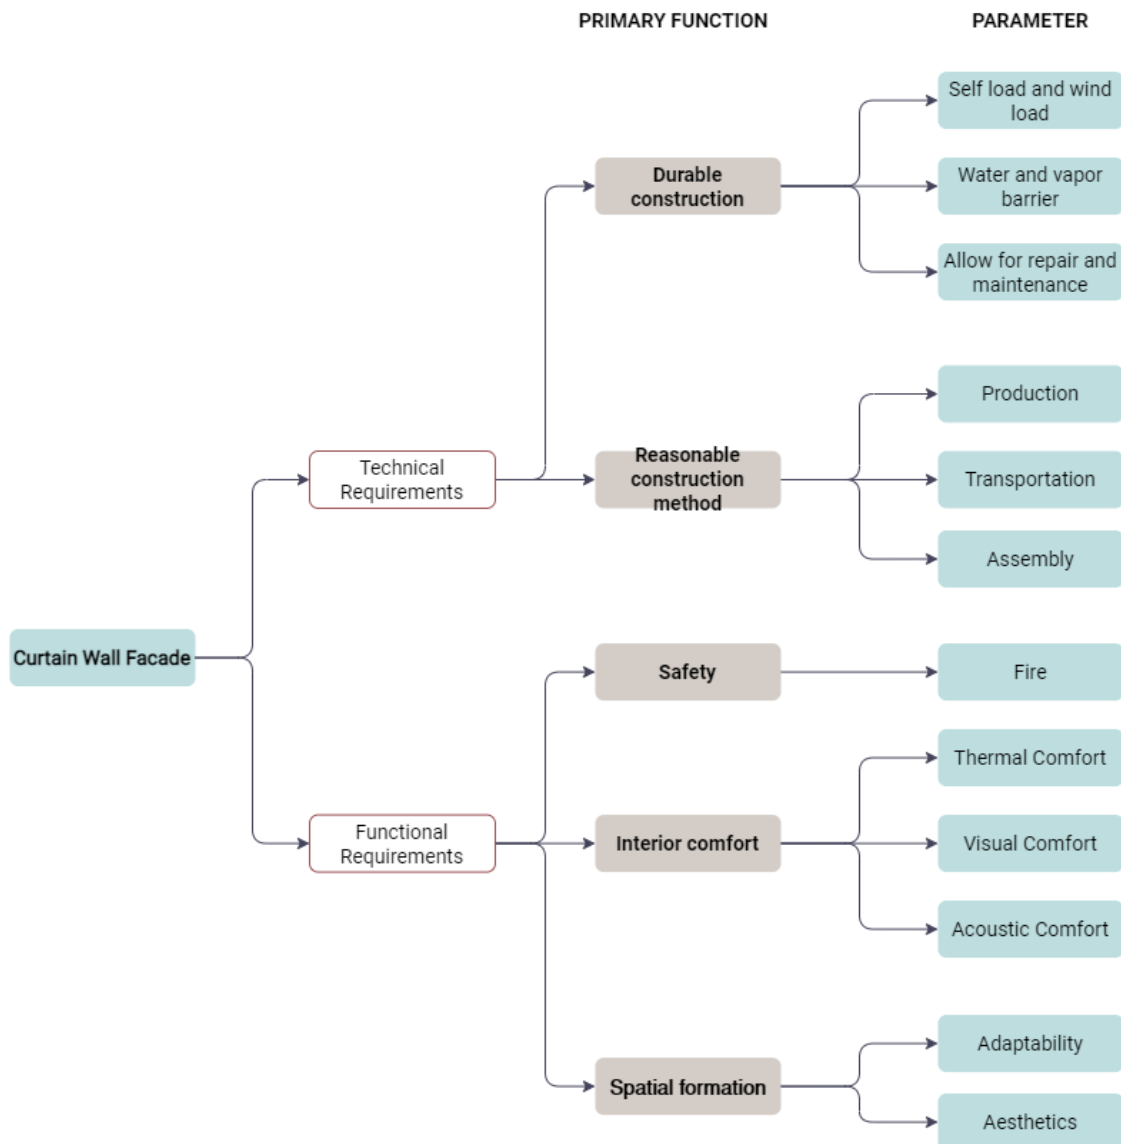 PRIMARY FUNCTION
PARAMETER
Self load and wind
load
Durable
construction
Water and vapor
barrier
Allow for repair and
maintenance
Production
Technical
Requirements
Reasonable
construction
method
Transportation
Assembly
Curtain Wall Facade
Safety
Fire
Thermal Comfort
Functional
Requirements
Interior comfort
Visual Comfort
Acoustic Comfort
Adaptability
Spatial formation
Aesthetics